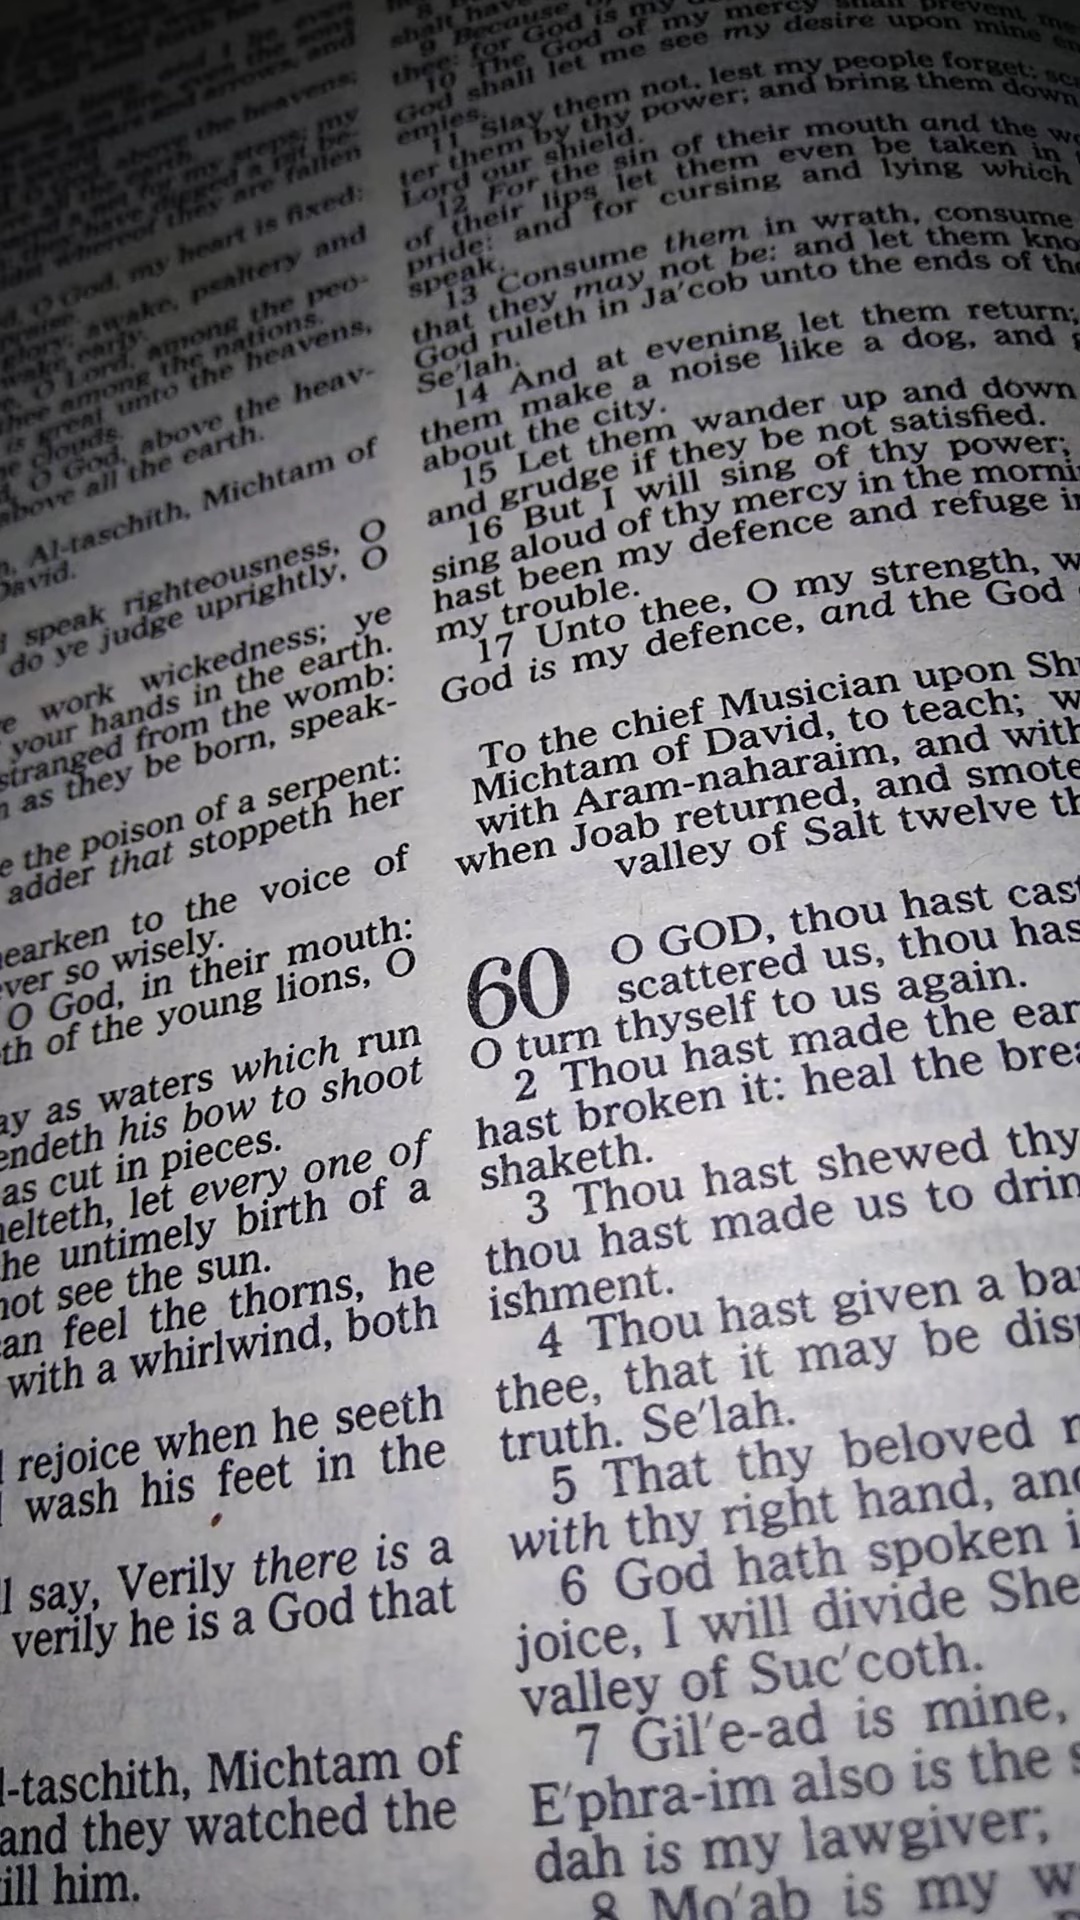 the heavens;
my steps; my
are fallen
O God, my heart is fixed:
awake, psaltery and
early.
O Lord, among the peo-
thee among the nations.
is great unto the heavens,
clouds.
O God, above the heav-
above all the earth.
Al-taschith, Michtam of
David.
speak righteousness, O
do ye judge uprightly, O
work wickedness; ye
your hands in the earth.
stranged from the womb:
as they be born, speak-
the poison of a serpent:
adder that stoppeth her
hearken to the voice of
ver so wisely.
O God, in their mouth:
th of the young lions, O
ay as waters which run
endeth his bow to shoot
as cut in pieces.
elteth, let every one of
he untimely birth of a
not see the sun.
an feel the thorns, he
with a whirlwind, both
rejoice when he seeth
wash his feet in the
l say, Verily there is a
verily he is a God that
l-taschith, Michtam of
and they watched the
ill him.
shalt have
9 Because of
thee: for God is my
10 The God of my mercy shall prevent me
God shall let me see my desire upon mine en
emies.
11 Slay them not, lest my people forget: sc
ter them by thy power; and bring them down
Lord our shield.
12 For the sin of their mouth and the w
of their lips let them even be taken in
pride: and for cursing and lying which
speak.
13 Consume them in wrath, consume
that they may not be: and let them kno
God ruleth in Ja′cob unto the ends of the
Se′lah.
14 And at evening let them return;
them make a noise like a dog, and g
about the city.
15 Let them wander up and down
and grudge if they be not satisfied.
16 But I will sing of thy power;
sing aloud of thy mercy in the morni
hast been my defence and refuge i
my trouble.
17 Unto thee, O my strength, w
God is my defence, and the God
To the chief Musician upon Shu
Michtam of David, to teach; w
with Aram-naharaim, and with
when Joab returned, and smote
valley of Salt twelve th
60 O GOD, thou hast cast
scattered us, thou has
O turn thyself to us again.
2 Thou hast made the ear
hast broken it: heal the brea
shaketh.
3 Thou hast shewed thy
thou hast made us to drin
ishment.
4 Thou hast given a ba
thee, that it may be disp
truth. Se′lah.
5 That thy beloved
with thy right hand, and
6 God hath spoken i
joice, I will divide She
valley of Suc′coth.
7 Gil′e-ad is mine,
E′phra-im also is the s
dah is my lawgiver;
8 Mo′ab is my w